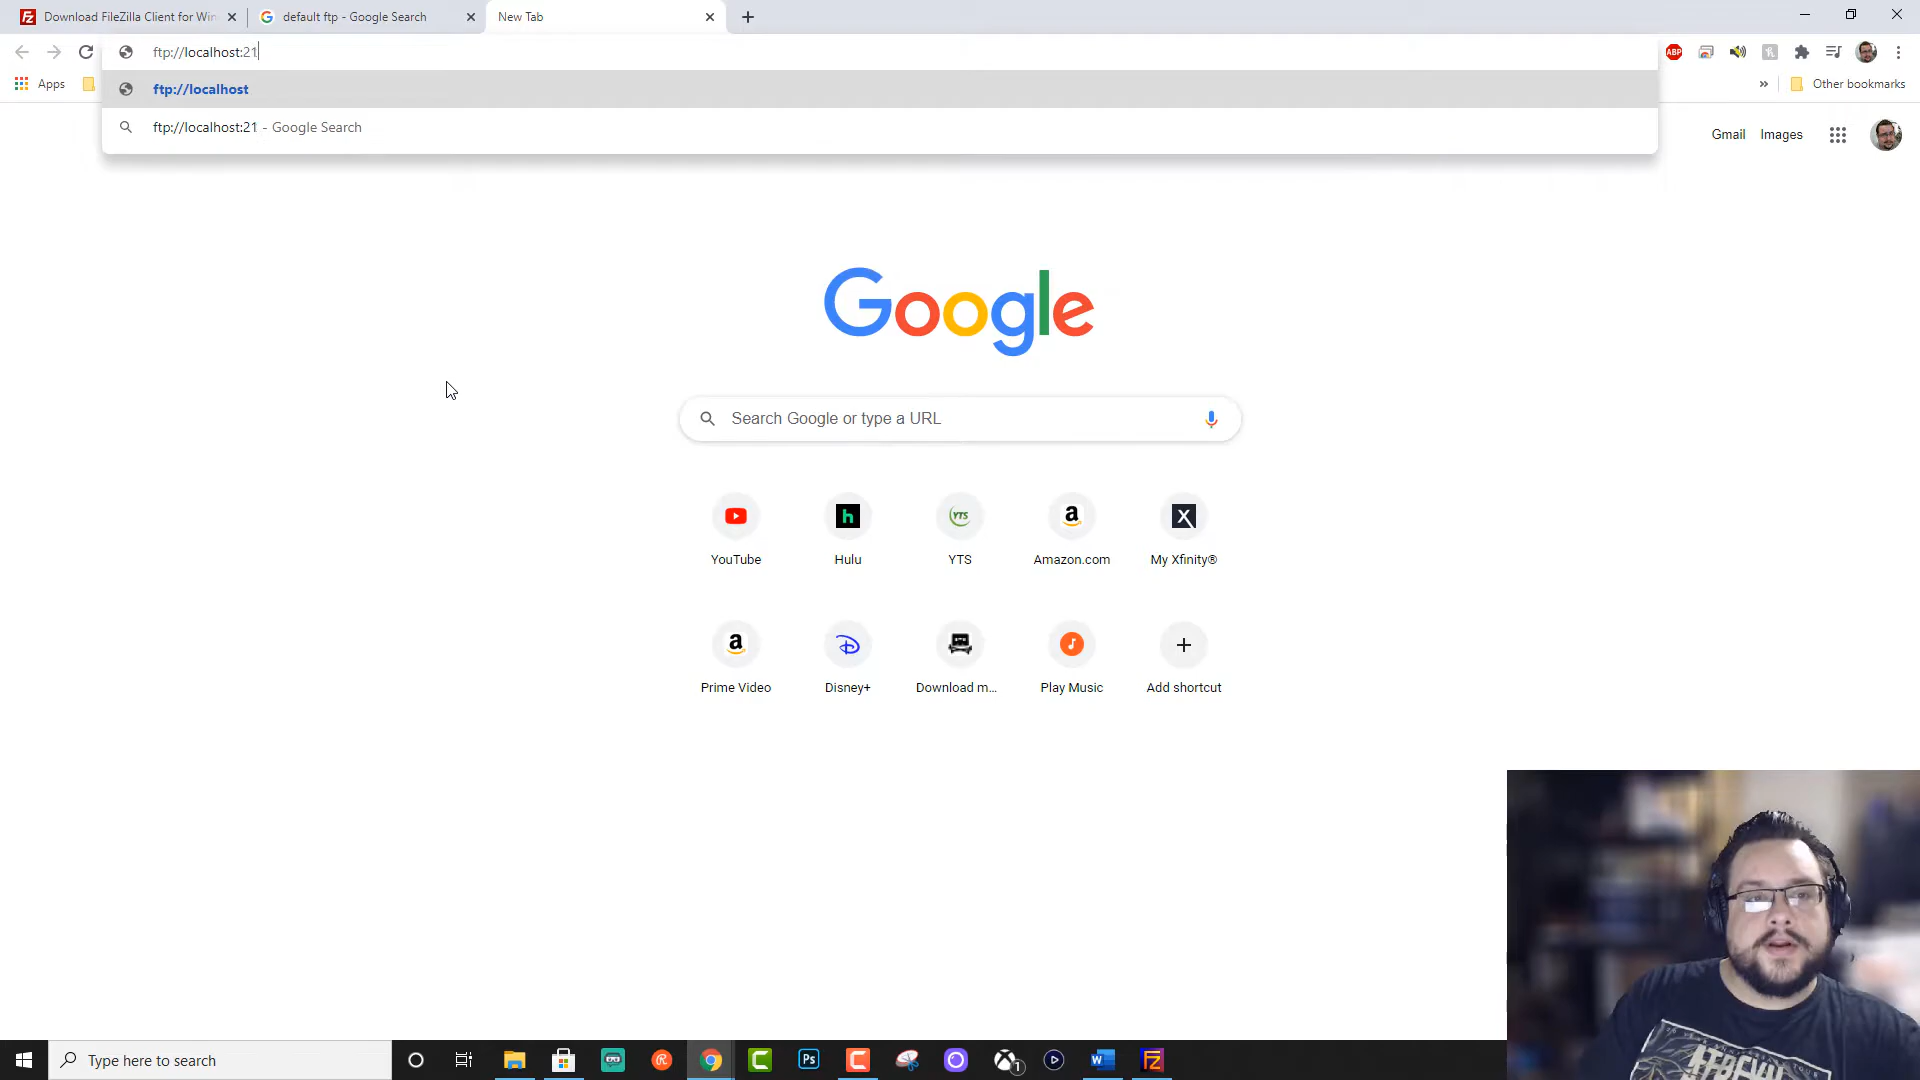 Download FileZilla Client for Win
default ftp - Google Search
New Tab
ftp://localhost:21
ABP
Apps
ftp://localhost
Other bookmarks
ftp://localhost:21 - Google Search
Gmail
Images
Google
Search Google or type a URL
YouTube
Hulu
YTS
Amazon.com
My Xfinity®
Prime Video
Disney+
Download m...
Play Music
Add shortcut
Type here to search